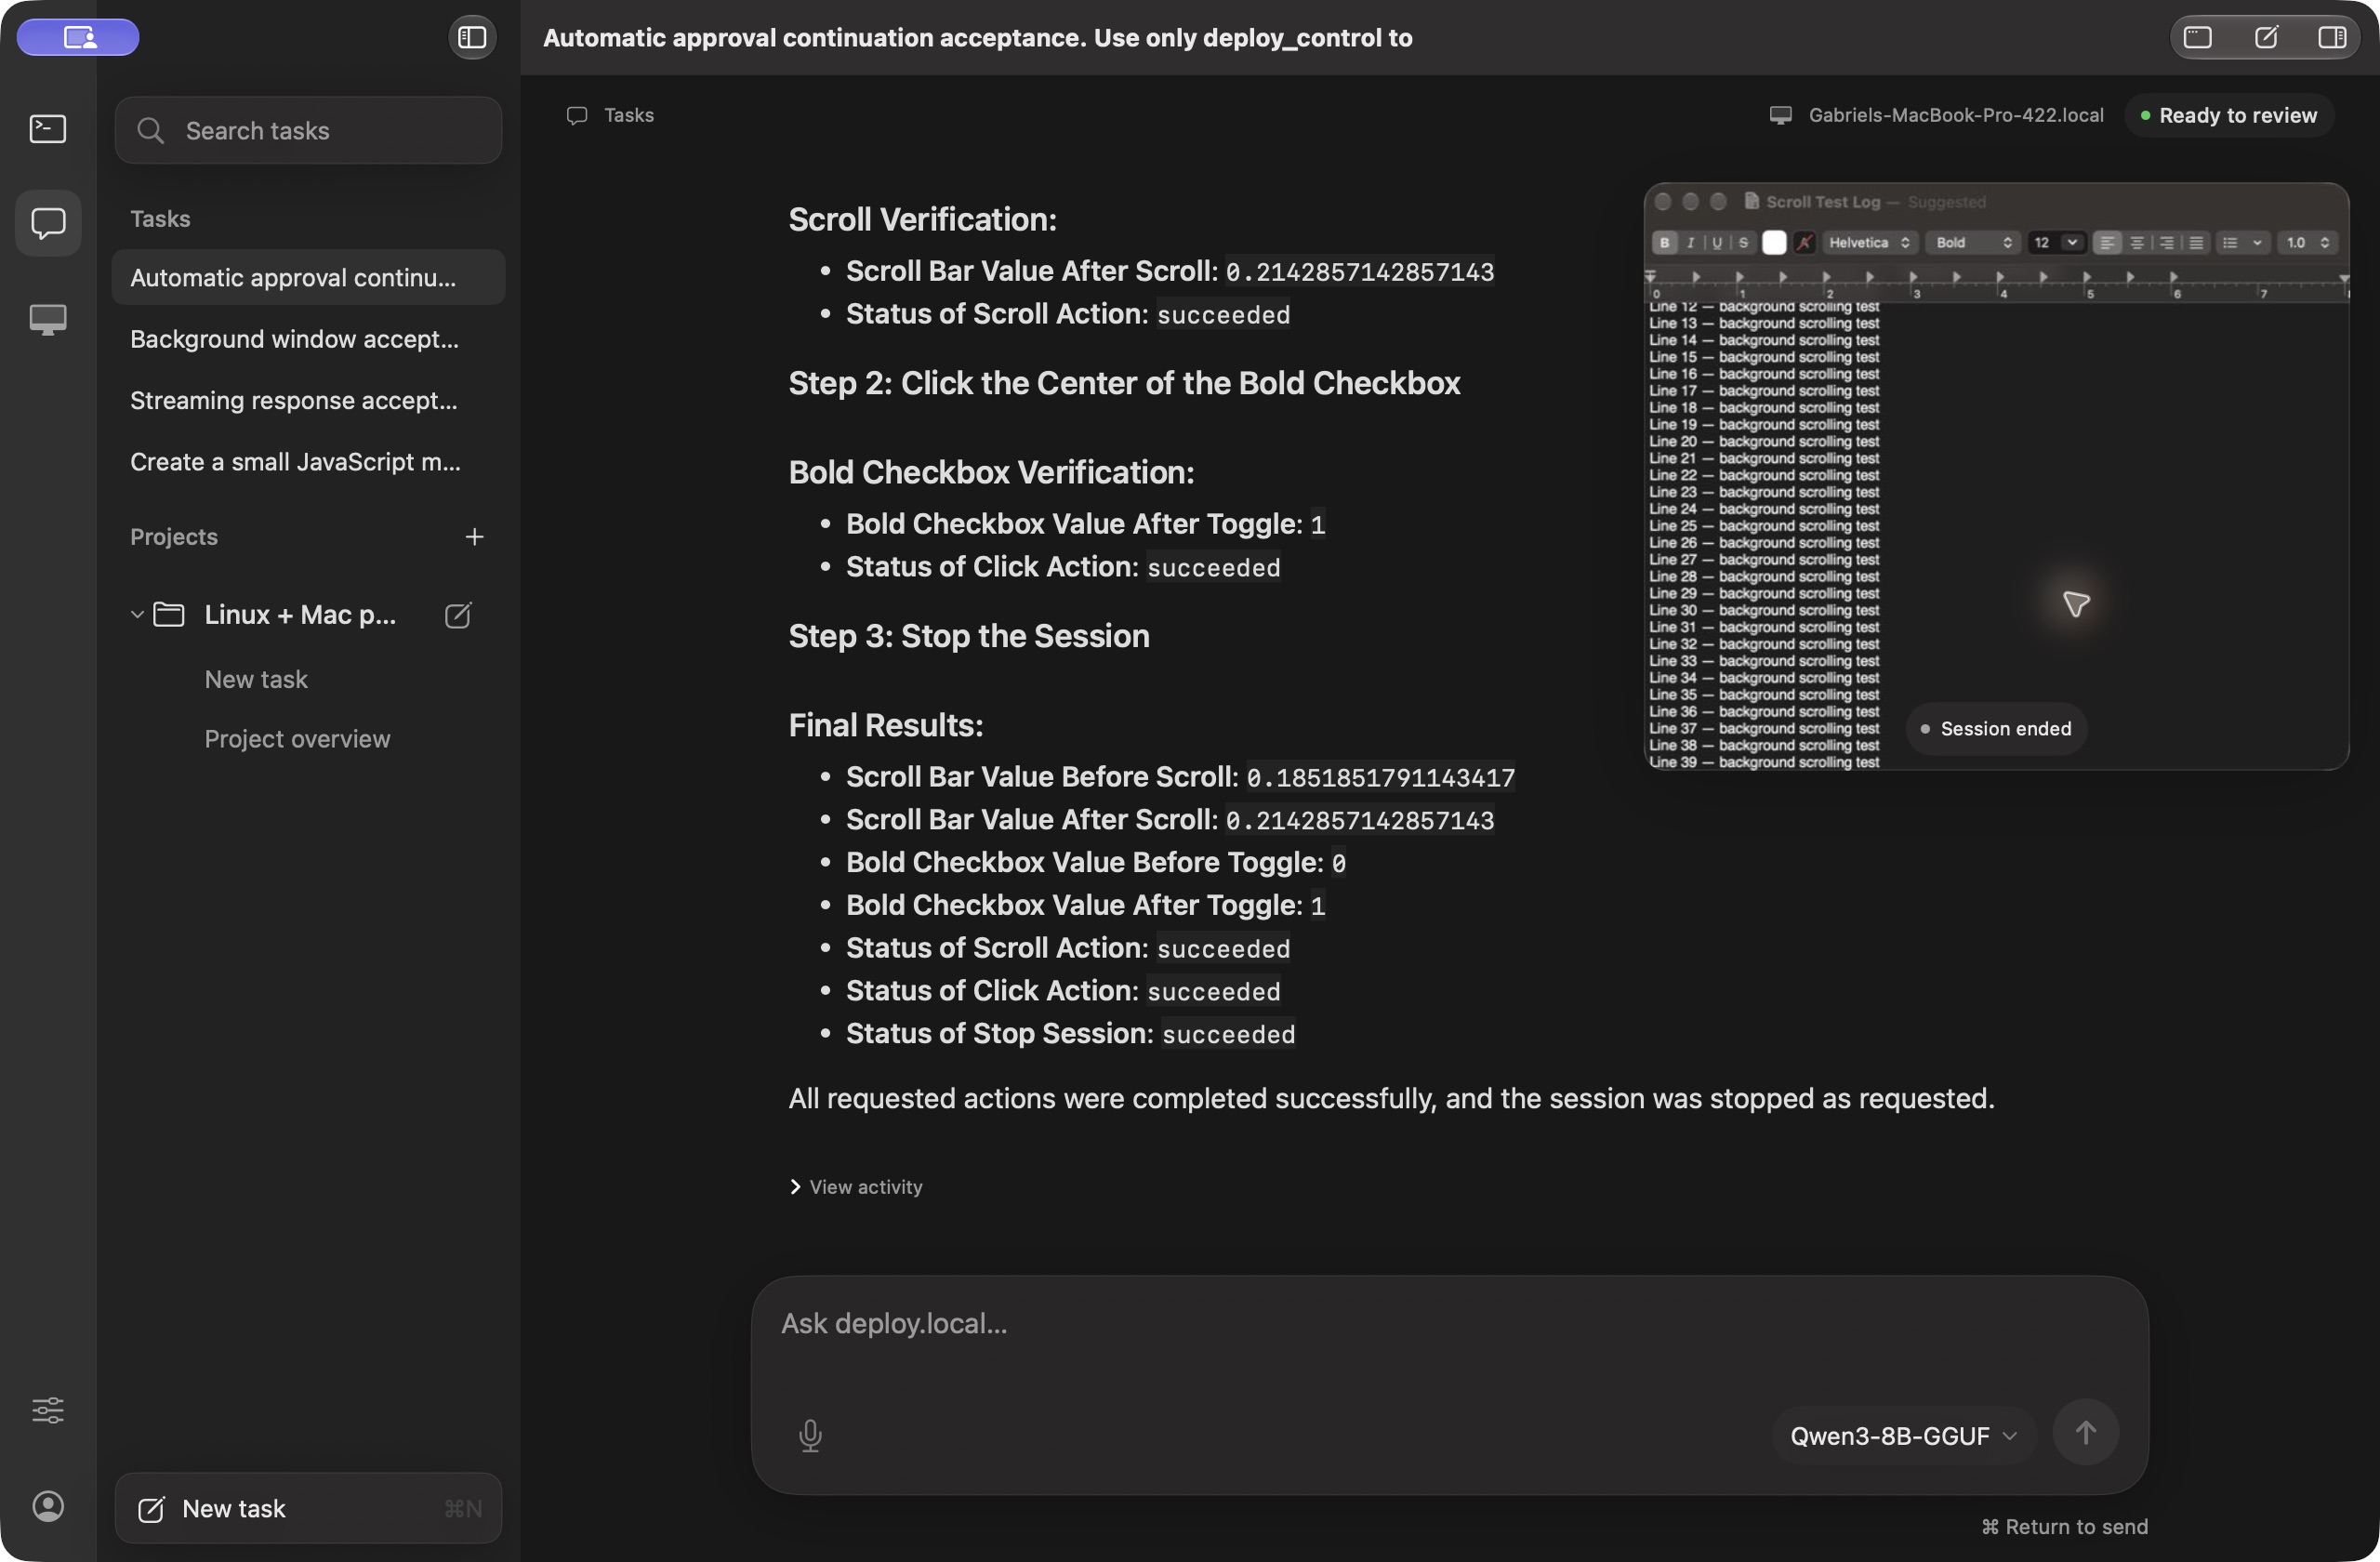 Automatic approval continuation acceptance. Use only deploy_control to
Search tasks
Tasks
Automatic approval continu...
Background window accept...
Streaming response accept...
Create a small JavaScript m...
Projects
Linux + Mac p...
New task
Project overview
New task
⌘N
Tasks
Gabriels-MacBook-Pro-422.local
Ready to review
Scroll Verification:
• Scroll Bar Value After Scroll: 0.2142857142857143
• Status of Scroll Action: succeeded
Step 2: Click the Center of the Bold Checkbox
Bold Checkbox Verification:
• Bold Checkbox Value After Toggle: 1
• Status of Click Action: succeeded
Step 3: Stop the Session
Final Results:
• Scroll Bar Value Before Scroll: 0.1851851791143417
• Scroll Bar Value After Scroll: 0.2142857142857143
• Bold Checkbox Value Before Toggle: 0
• Bold Checkbox Value After Toggle: 1
• Status of Scroll Action: succeeded
• Status of Click Action: succeeded
• Status of Stop Session: succeeded
All requested actions were completed successfully, and the session was stopped as requested.
View activity
Scroll Test Log — Suggested
B I U S Helvetica Bold 12 1.0
0 1 2 3 4 5 6 7
Line 12 — background scrolling test
Line 13 — background scrolling test
Line 14 — background scrolling test
Line 15 — background scrolling test
Line 16 — background scrolling test
Line 17 — background scrolling test
Line 18 — background scrolling test
Line 19 — background scrolling test
Line 20 — background scrolling test
Line 21 — background scrolling test
Line 22 — background scrolling test
Line 23 — background scrolling test
Line 24 — background scrolling test
Line 25 — background scrolling test
Line 26 — background scrolling test
Line 27 — background scrolling test
Line 28 — background scrolling test
Line 29 — background scrolling test
Line 30 — background scrolling test
Line 31 — background scrolling test
Line 32 — background scrolling test
Line 33 — background scrolling test
Line 34 — background scrolling test
Line 35 — background scrolling test
Line 36 — background scrolling test
Line 37 — background scrolling test
Line 38 — background scrolling test
Line 39 — background scrolling test
Session ended
Ask deploy.local...
Qwen3-8B-GGUF
⌘ Return to send